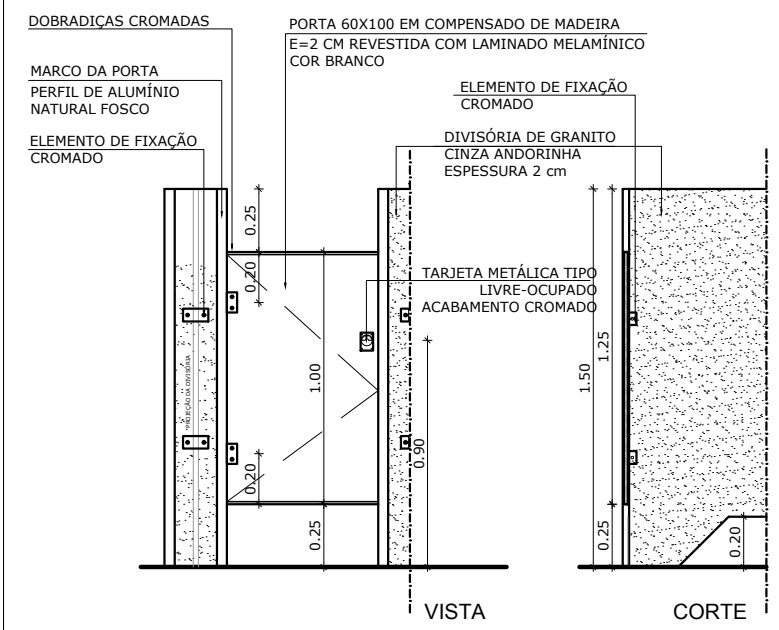 DOBRADIÇAS CROMADAS
PORTA 60X100 EM COMPENSADO DE MADEIRA
E=2 CM REVESTIDA COM LAMINADO MELAMÍNICO
COR BRANCO
MARCO DA PORTA
PERFIL DE ALUMÍNIO
NATURAL FOSCO
ELEMENTO DE FIXAÇÃO
CROMADO
ELEMENTO DE FIXAÇÃO
CROMADO
DIVISÓRIA DE GRANITO
CINZA ANDORINHA
ESPESSURA 2 cm
TARJETA METÁLICA TIPO
LIVRE-OCUPADO
ACABAMENTO CROMADO
PROJEÇÃO DA DIVISÓRIA
0.25
0.20
1.00
0.20
0.25
0.90
1.50
1.25
0.25
0.20
VISTA
CORTE